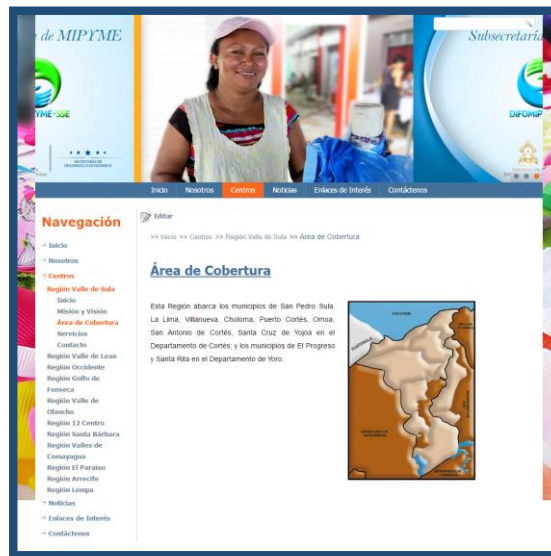 de MIPYME
Subsecretaría
YME-SSE
DIFOMIP
SECRETARÍA DE
DESARROLLO ECONÓMICO
Inicio Nosotros Centros Noticias Enlaces de Interés Contáctenos
Navegación
Inicio
Nosotros
Centros
Región Valle de Sula
Inicio
Misión y Visión
Área de Cobertura
Servicios
Contacto
Región Valle de Lean
Región Occidente
Región Golfo de
Fonseca
Región Valle de
Olancho
Región 12 Centro
Región Santa Bárbara
Región Valles de
Comayagua
Región El Paraíso
Región Arrecife
Región Lempa
Noticias
Enlaces de Interés
Contáctenos
Editar
>> Inicio >> Centros >> Región Valle de Sula >> Área de Cobertura
Área de Cobertura
Esta Región abarca los municipios de San Pedro Sula,
La Lima, Villanueva, Choloma, Puerto Cortés, Omoa,
San Antonio de Cortés, Santa Cruz de Yojoa en el
Departamento de Cortés; y los municipios de El Progreso
y Santa Rita en el Departamento de Yoro.